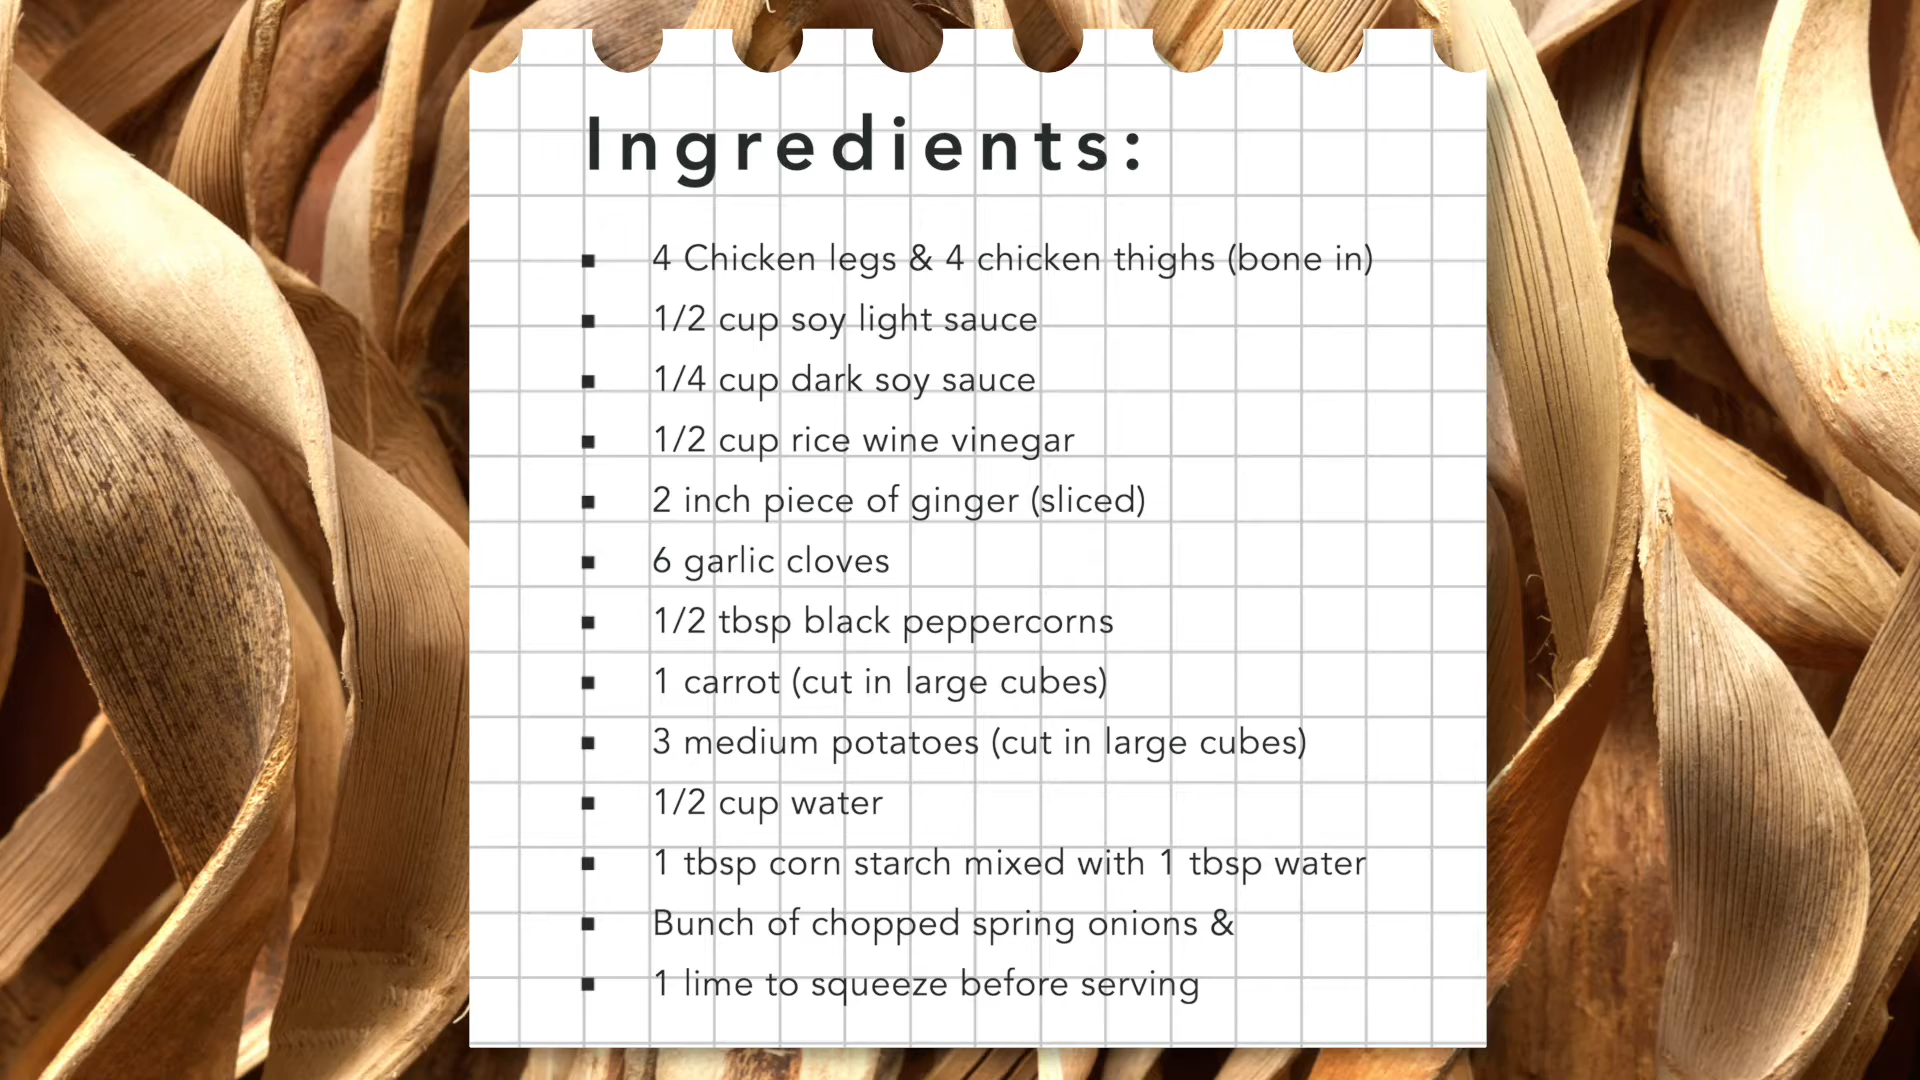 Ingredients:
▪ 4 Chicken legs & 4 chicken thighs (bone in)
▪ 1/2 cup soy light sauce
▪ 1/4 cup dark soy sauce
▪ 1/2 cup rice wine vinegar
▪ 2 inch piece of ginger (sliced)
▪ 6 garlic cloves
▪ 1/2 tbsp black peppercorns
▪ 1 carrot (cut in large cubes)
▪ 3 medium potatoes (cut in large cubes)
▪ 1/2 cup water
▪ 1 tbsp corn starch mixed with 1 tbsp water
▪ Bunch of chopped spring onions &
▪ 1 lime to squeeze before serving